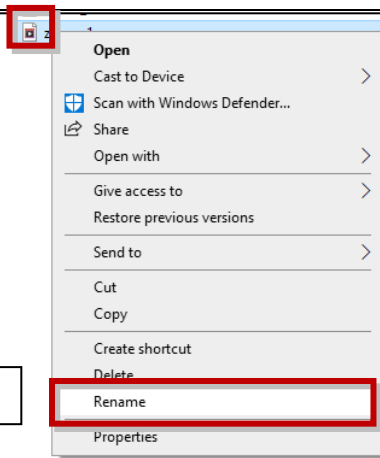 Open
Cast to Device
Scan with Windows Defender...
Share
Open with
Give access to
Restore previous versions
Send to
Cut
Copy
Create shortcut
Delete
Rename
Properties